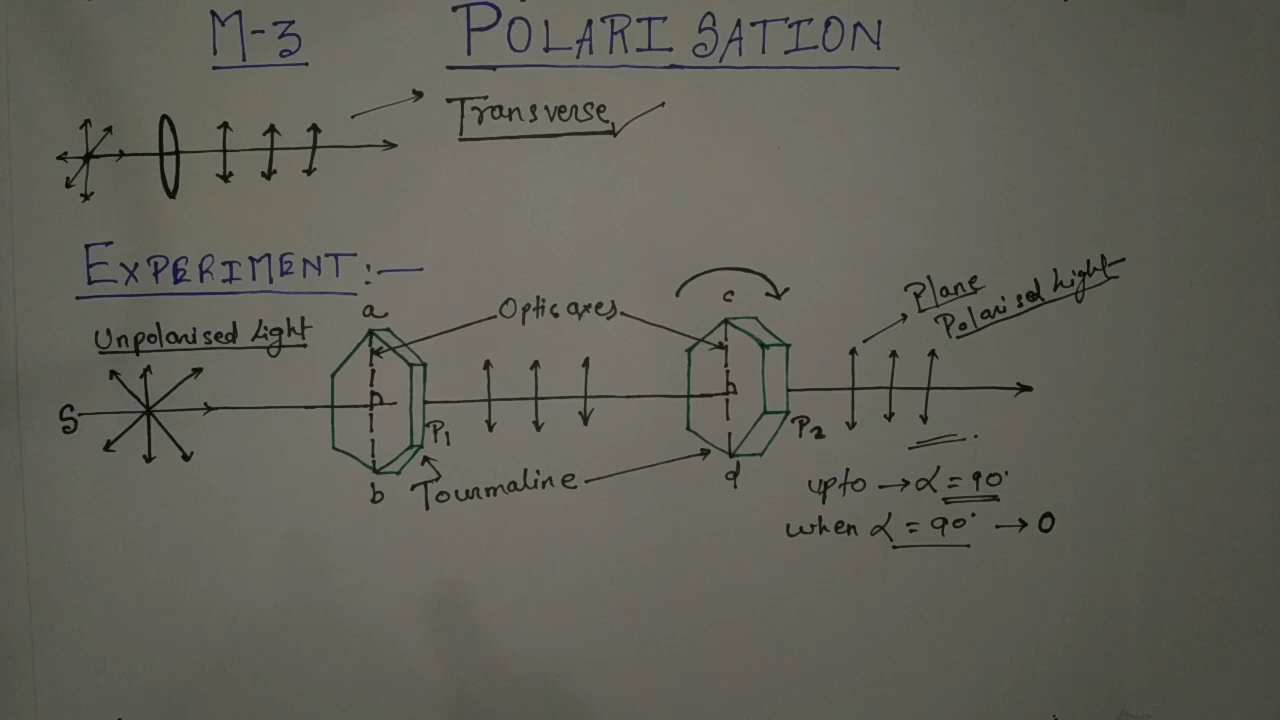 M-3 POLARISATION
Transverse
EXPERIMENT:—
Unpolarised Light
a
Optic axes
c
Plane
Polarised Light
S
P1
P2
b
Tourmaline
d
upto → α = 90°
when α = 90° → 0